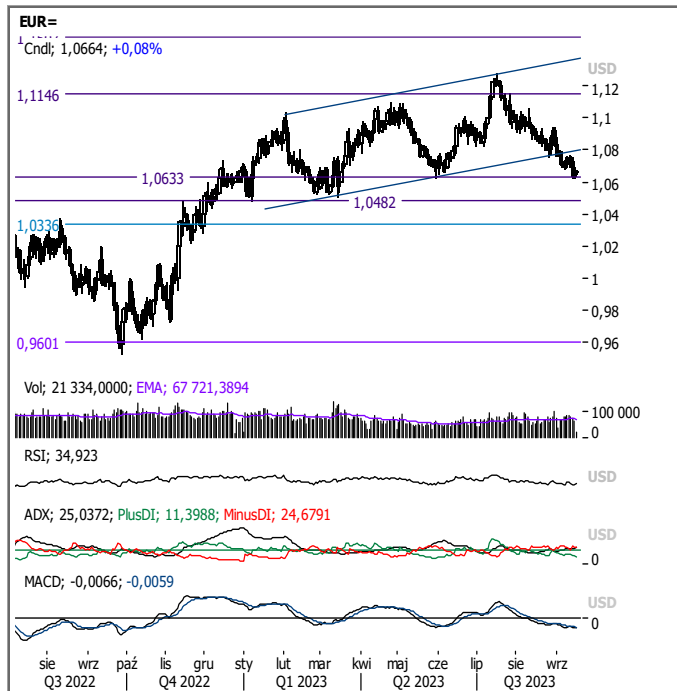 EUR=
Cndl; 1,0664; +0,08%
USD
1,12
1,1146
1,1
1,08
1,0633
1,06
1,0482
1,04
1,0336
1,02
1
0,98
0,9601
0,96
Vol; 21 334,0000; EMA; 67 721,3894
100 000
0
RSI; 34,923
USD
ADX; 25,0372; PlusDI; 11,3988; MinusDI; 24,6791
USD
0
MACD; -0,0066; -0,0059
USD
0
sie wrz paź lis gru sty lut mar kwi maj cze lip sie wrz
Q3 2022 Q4 2022 Q1 2023 Q2 2023 Q3 2023